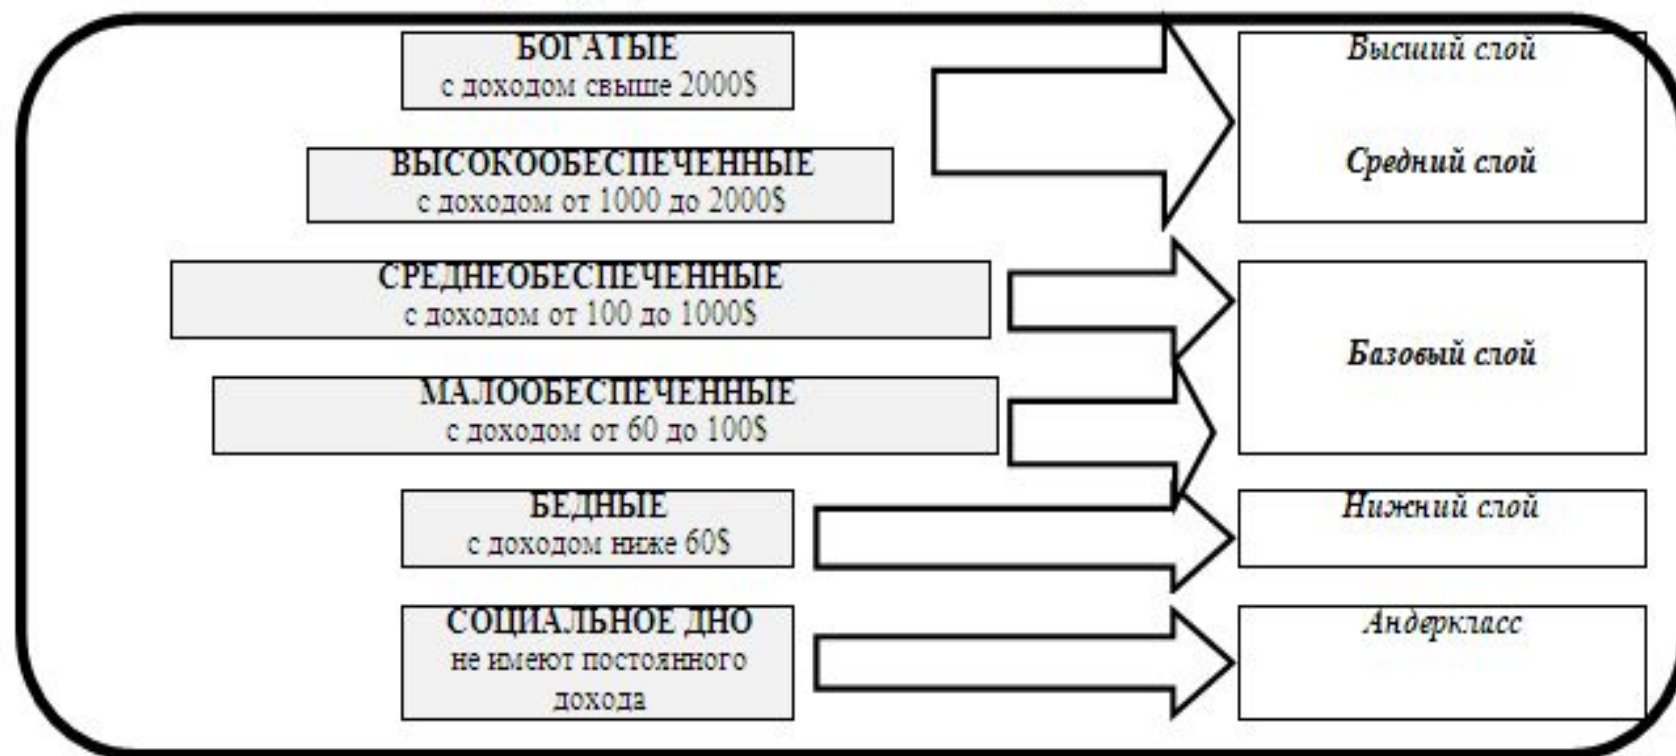 БОГАТЫЕ
с доходом свыше 2000$
Высший слой
ВЫСОКООБЕСПЕЧЕННЫЕ
с доходом от 1000 до 2000$
Средний слой
СРЕДНЕОБЕСПЕЧЕННЫЕ
с доходом от 100 до 1000$
МАЛООБЕСПЕЧЕННЫЕ
с доходом от 60 до 100$
Базовый слой
БЕДНЫЕ
с доходом ниже 60$
Нижний слой
СОЦИАЛЬНОЕ ДНО
не имеют постоянного
дохода
Андеркласс